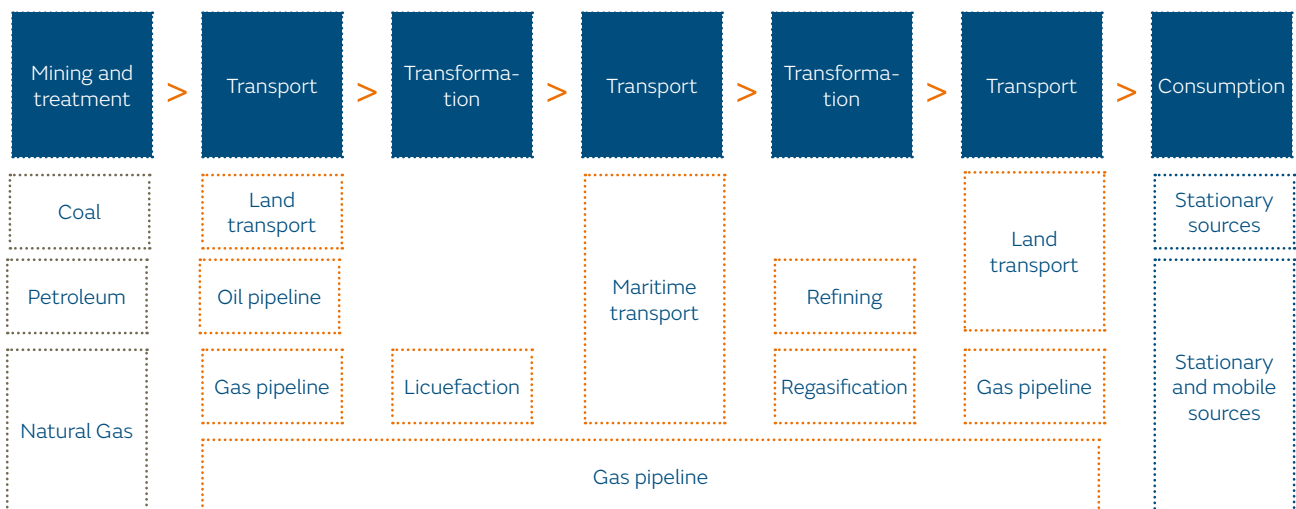 Mining and
treatment
>
Transport
>
Transforma-
tion
>
Transport
>
Transforma-
tion
>
Transport
>
Consumption
Coal
Land
transport
Maritime
transport
Land
transport
Stationary
sources
Petroleum
Oil pipeline
Refining
Stationary
and mobile
sources
Natural Gas
Gas pipeline
Licuefaction
Regasification
Gas pipeline
Gas pipeline